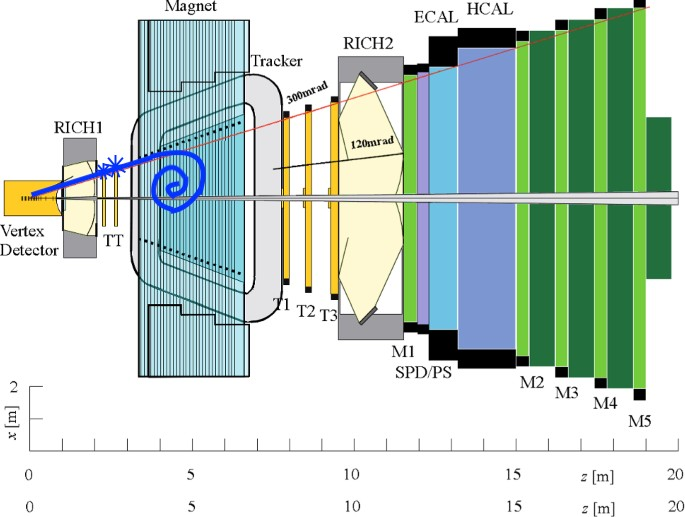 Magnet
ECAL
HCAL
RICH2
Tracker
300mrad
RICH1
120mrad
Vertex
Detector
TT
T1
T2
T3
M1
SPD/PS
M2
M3
M4
M5
2
x [m]
0
5
10
15
z [m]
20
0
5
10
15
z [m]
20